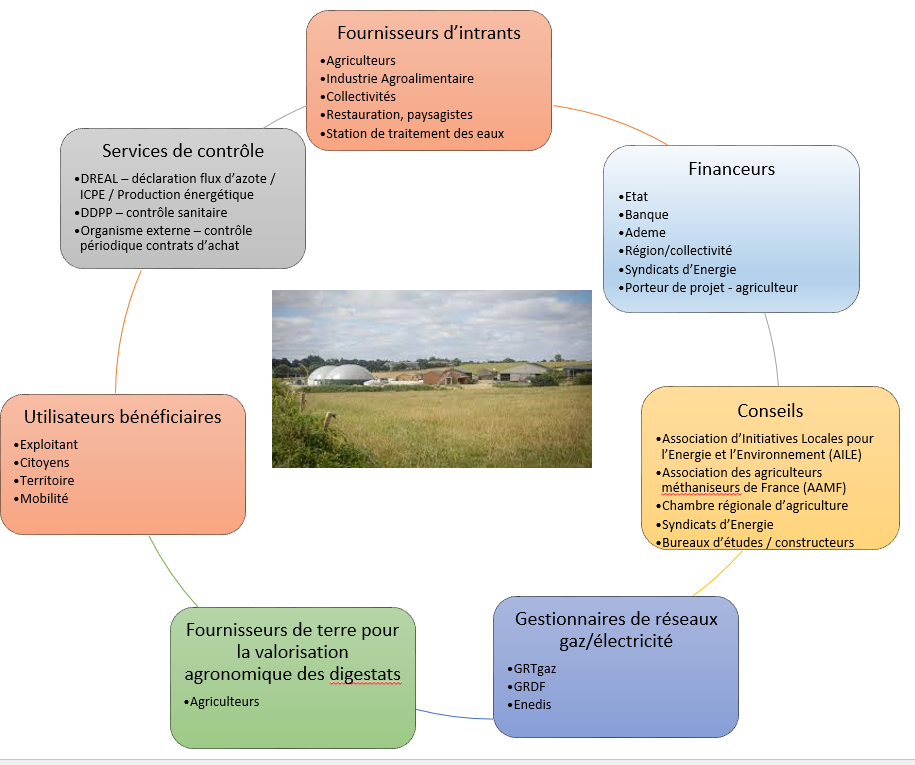 Fournisseurs d’intrants
•Agriculteurs
•Industrie Agroalimentaire
•Collectivités
•Restauration, paysagistes
•Station de traitement des eaux
Financeurs
•Etat
•Banque
•Ademe
•Région/collectivité
•Syndicats d’Energie
•Porteur de projet - agriculteur
Conseils
•Association d’Initiatives Locales pour
l’Energie et l’Environnement (AILE)
•Association des agriculteurs
méthaniseurs de France (AAMF)
•Chambre régionale d’agriculture
•Syndicats d’Energie
•Bureaux d’études / constructeurs
Gestionnaires de réseaux
gaz/électricité
•GRTgaz
•GRDF
•Enedis
Fournisseurs de terre pour
la valorisation
agronomique des digestats
•Agriculteurs
Utilisateurs bénéficiaires
•Exploitant
•Citoyens
•Territoire
•Mobilité
Services de contrôle
•DREAL – déclaration flux d’azote /
ICPE / Production énergétique
•DDPP – contrôle sanitaire
•Organisme externe – contrôle
périodique contrats d’achat